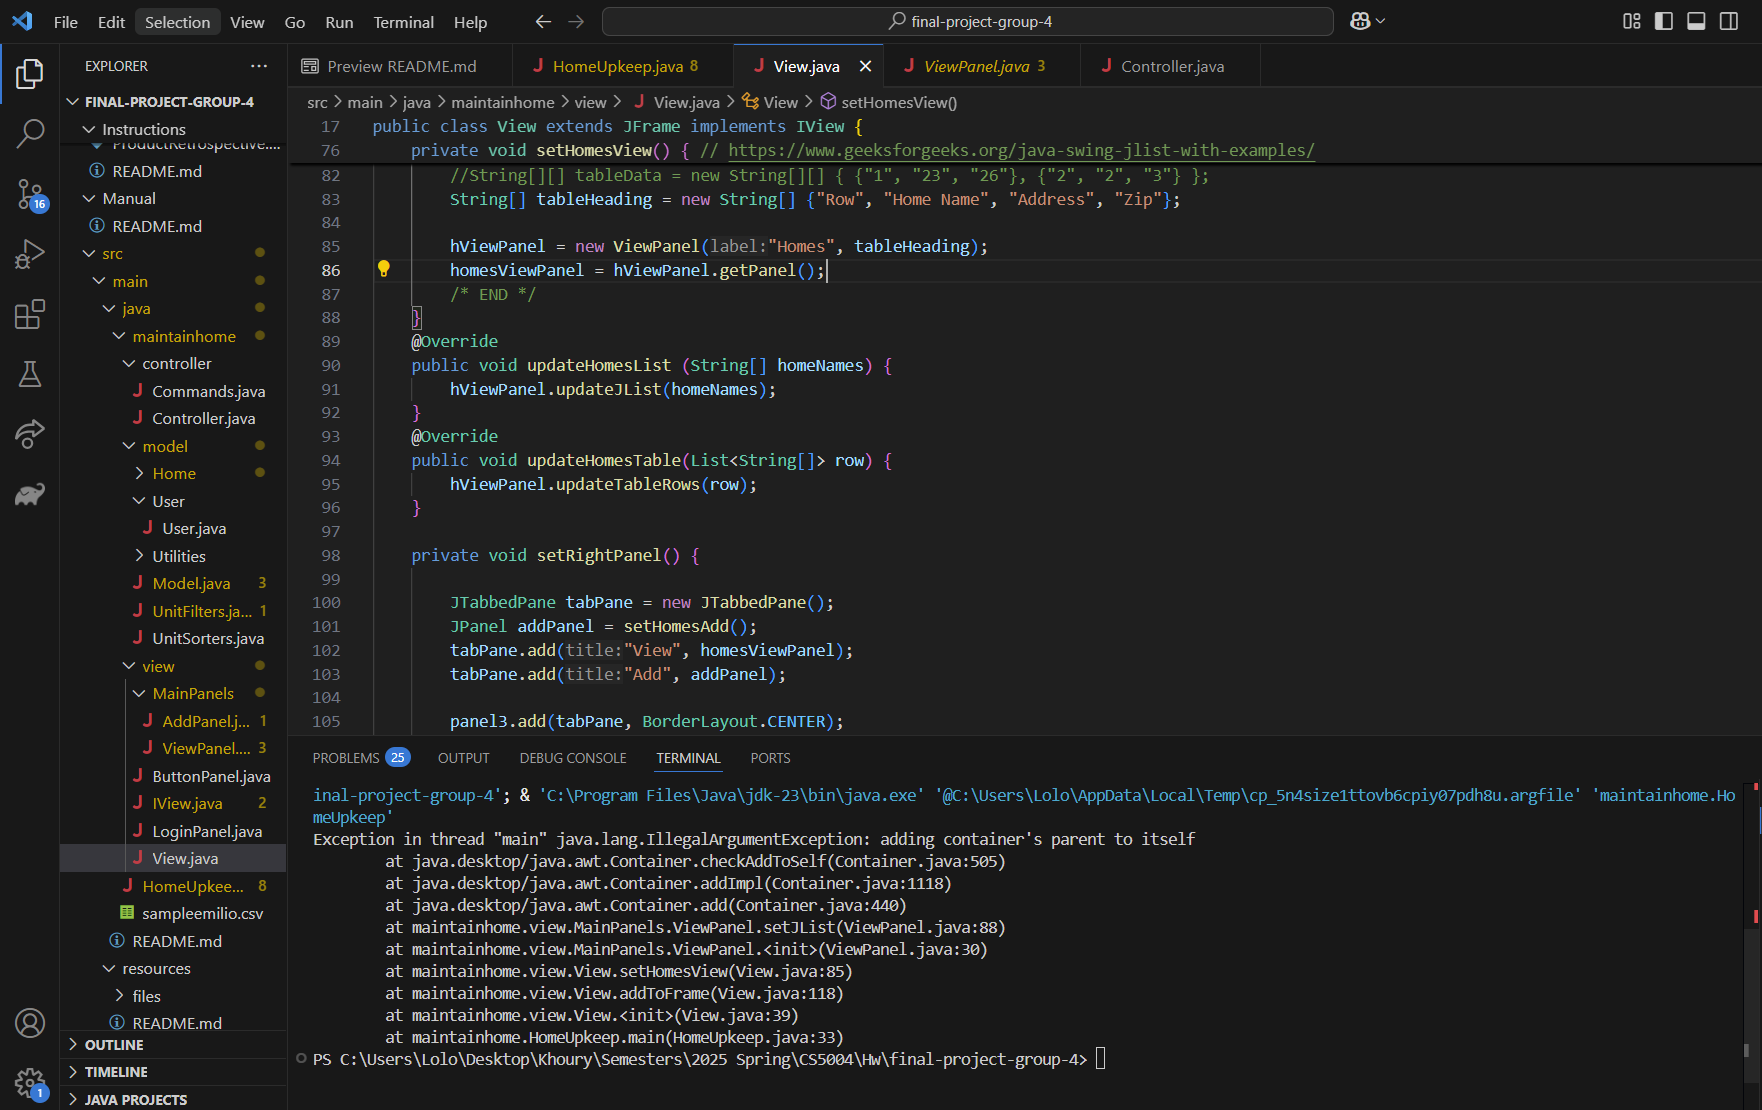 File Edit Selection View Go Run Terminal Help
final-project-group-4
EXPLORER
Preview README.md
HomeUpkeep.java 8
View.java
ViewPanel.java 3
Controller.java
FINAL-PROJECT-GROUP-4
Instructions
ProductRetrospective....
README.md
Manual
README.md
src
main
java
maintainhome
controller
Commands.java
Controller.java
model
Home
User
User.java
Utilities
Model.java 3
UnitFilters.ja... 1
UnitSorters.java
view
MainPanels
AddPanel.j... 1
ViewPanel.... 3
ButtonPanel.java
IView.java 2
LoginPanel.java
View.java
HomeUpkee... 8
sampleemilio.csv
README.md
resources
files
README.md
OUTLINE
TIMELINE
JAVA PROJECTS
16
1
src > main > java > maintainhome > view > View.java > View > setHomesView()
17 public class View extends JFrame implements IView {
76 private void setHomesView() { // https://www.geeksforgeeks.org/java-swing-jlist-with-examples/
82 //String[][] tableData = new String[][] { {"1", "23", "26"}, {"2", "2", "3"} };
83 String[] tableHeading = new String[] {"Row", "Home Name", "Address", "Zip"};
84
85 hViewPanel = new ViewPanel(label:"Homes", tableHeading);
86 homesViewPanel = hViewPanel.getPanel();
87 /* END */
88 }
89 @Override
90 public void updateHomesList (String[] homeNames) {
91 hViewPanel.updateJList(homeNames);
92 }
93 @Override
94 public void updateHomesTable(List<String[]> row) {
95 hViewPanel.updateTableRows(row);
96 }
97
98 private void setRightPanel() {
99
100 JTabbedPane tabPane = new JTabbedPane();
101 JPanel addPanel = setHomesAdd();
102 tabPane.add(title:"View", homesViewPanel);
103 tabPane.add(title:"Add", addPanel);
104
105 panel3.add(tabPane, BorderLayout.CENTER);
PROBLEMS 25 OUTPUT DEBUG CONSOLE TERMINAL PORTS
inal-project-group-4'; & 'C:\Program Files\Java\jdk-23\bin\java.exe' '@C:\Users\Lolo\AppData\Local\Temp\cp_5n4size1ttovb6cpiy07pdh8u.argfile' 'maintainhome.Ho
meUpkeep'
Exception in thread "main" java.lang.IllegalArgumentException: adding container's parent to itself
at java.desktop/java.awt.Container.checkAddToSelf(Container.java:505)
at java.desktop/java.awt.Container.addImpl(Container.java:1118)
at java.desktop/java.awt.Container.add(Container.java:440)
at maintainhome.view.MainPanels.ViewPanel.setJList(ViewPanel.java:88)
at maintainhome.view.MainPanels.ViewPanel.<init>(ViewPanel.java:30)
at maintainhome.view.View.setHomesView(View.java:85)
at maintainhome.view.View.addToFrame(View.java:118)
at maintainhome.view.View.<init>(View.java:39)
at maintainhome.HomeUpkeep.main(HomeUpkeep.java:33)
PS C:\Users\Lolo\Desktop\Khoury\Semesters\2025 Spring\CS5004\Hw\final-project-group-4>